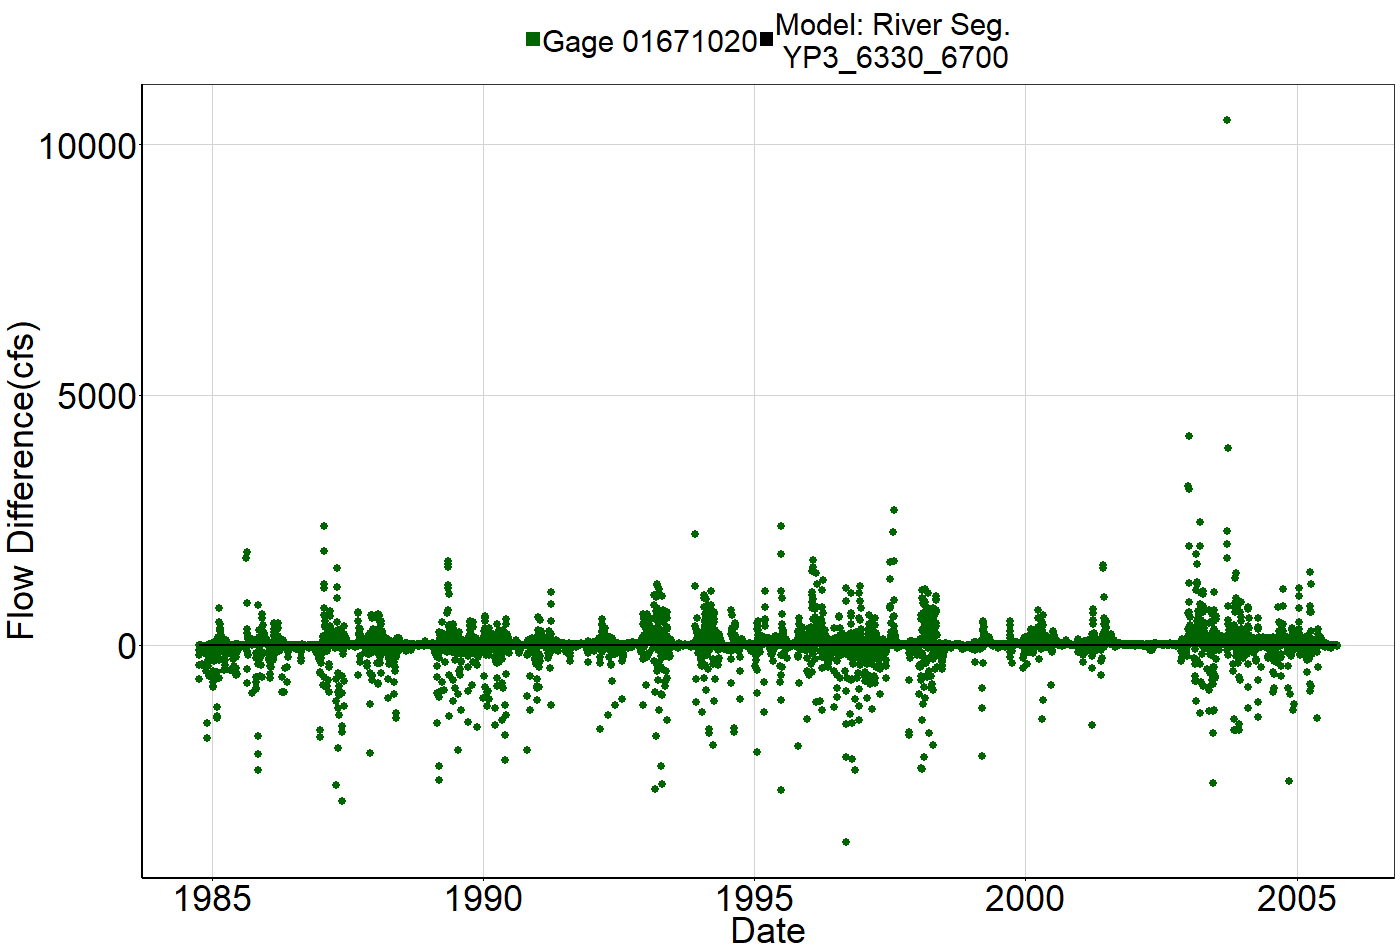 Gage 01671020
Model: River Seg.
YP3_6330_6700
10000
5000
0
Flow Difference(cfs)
1985 1990 1995 2000 2005
Date